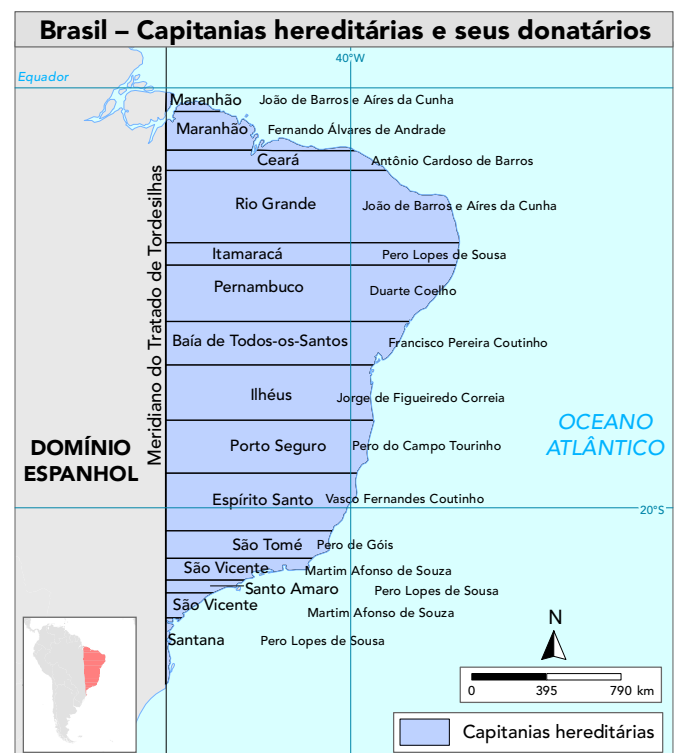 Brasil – Capitanias hereditárias e seus donatários
40°W
Equador
Maranhão João de Barros e Aíres da Cunha
Maranhão Fernando Álvares de Andrade
Ceará Antônio Cardoso de Barros
Rio Grande João de Barros e Aíres da Cunha
Itamaracá Pero Lopes de Sousa
Pernambuco Duarte Coelho
Baía de Todos-os-Santos Francisco Pereira Coutinho
Ilhéus Jorge de Figueiredo Correia
Porto Seguro Pero do Campo Tourinho
Espírito Santo Vasco Fernandes Coutinho
20°S
São Tomé Pero de Góis
São Vicente Martim Afonso de Souza
Santo Amaro Pero Lopes de Sousa
São Vicente Martim Afonso de Souza
Santana Pero Lopes de Sousa
Meridiano do Tratado de Tordesilhas
DOMÍNIO
ESPANHOL
OCEANO
ATLÂNTICO
N
0 395 790 km
Capitanias hereditárias